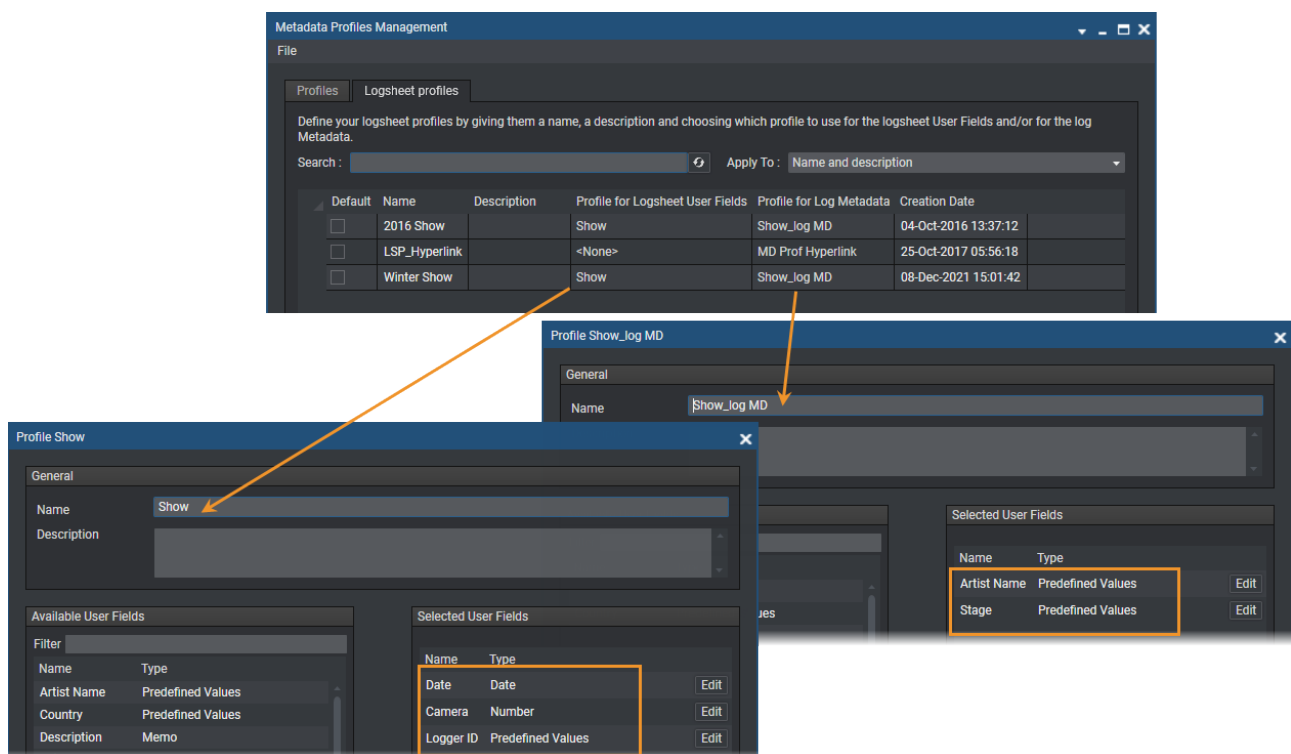 Metadata Profiles Management
File
Profiles
Logsheet profiles
Define your logsheet profiles by giving them a name, a description and choosing which profile to use for the logsheet User Fields and/or for the log
Metadata.
Search :
Apply To : Name and description
Default Name Description Profile for Logsheet User Fields Profile for Log Metadata Creation Date
2016 Show Show Show_log MD 04-Oct-2016 13:37:12
LSP_Hyperlink <None> MD Prof Hyperlink 25-Oct-2017 05:56:18
Winter Show Show Show_log MD 08-Dec-2021 15:01:42
Profile Show_log MD
General
Name Show_log MD
Selected User Fields
Name Type
Artist Name Predefined Values Edit
Stage Predefined Values Edit
Profile Show
General
Name Show
Description
Available User Fields
Filter
Name Type
Artist Name Predefined Values
Country Predefined Values
Description Memo
Selected User Fields
Name Type
Date Date Edit
Camera Number Edit
Logger ID Predefined Values Edit